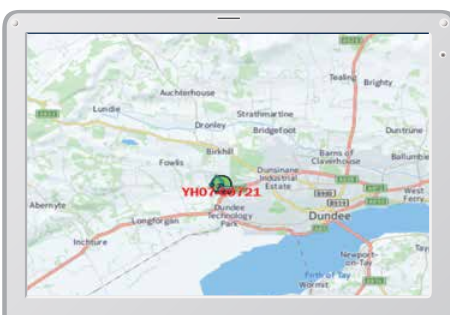 Tealing
Brighty
Auchterhouse
Lundie
Strathmartine
Dronley
Bridgefoot
Duntrune
Birkhill
Barns of
Claverhouse
Ballumbie
Fowlis
Dunsinane
Industrial
Estate
West
Ferry
Abernyte
Longforgan
Dundee
Technology
Park
Dundee
Inchture
Newport-
on-Tay
Tay
Firth of Tay
Wormit